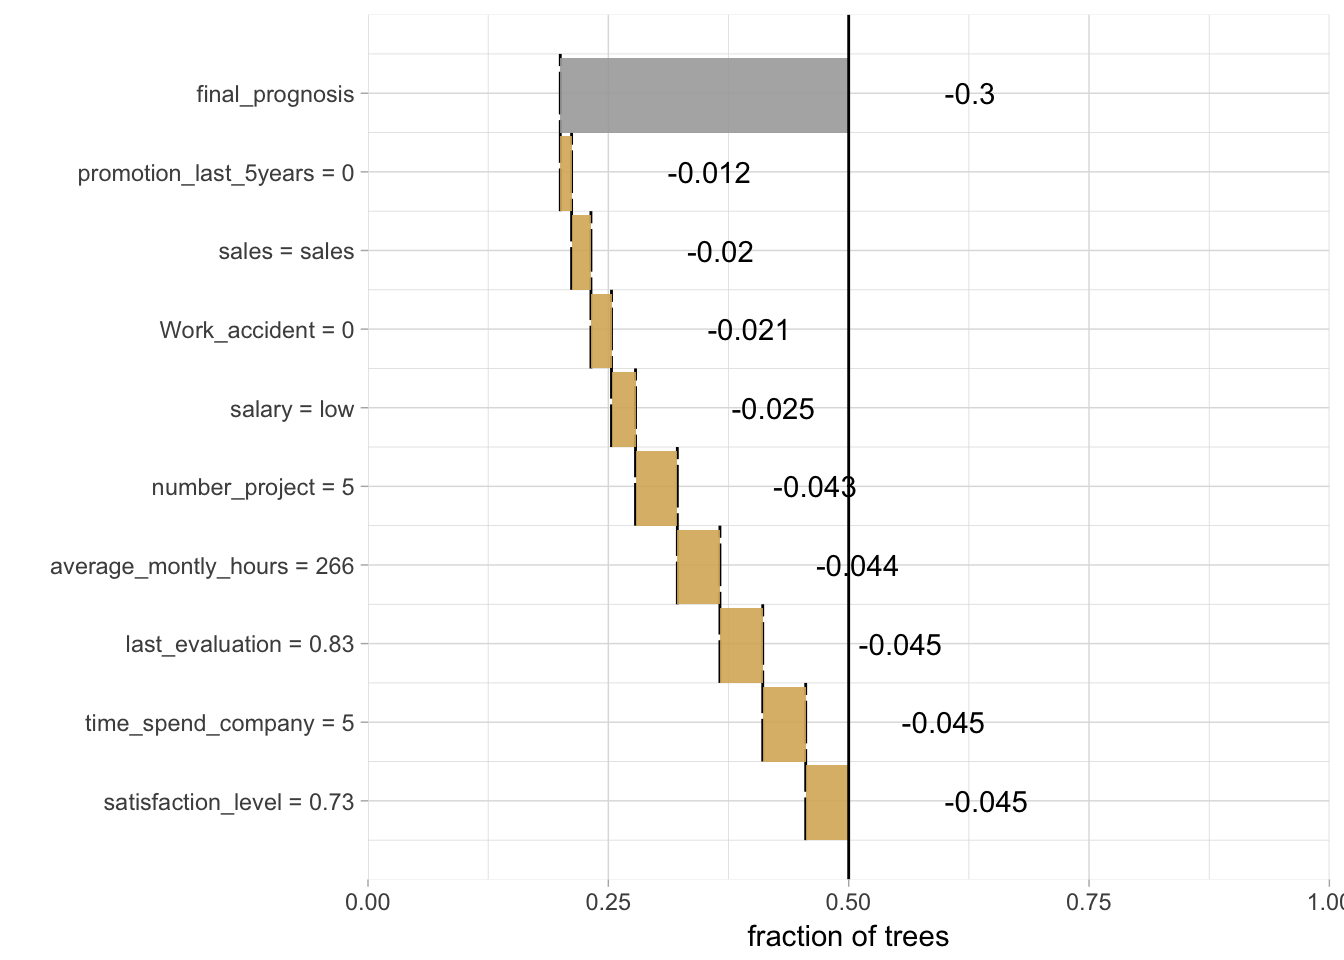 final_prognosis -0.3
promotion_last_5years = 0 -0.012
sales = sales -0.02
Work_accident = 0 -0.021
salary = low -0.025
number_project = 5 -0.043
average_montly_hours = 266 -0.044
last_evaluation = 0.83 -0.045
time_spend_company = 5 -0.045
satisfaction_level = 0.73 -0.045
0.00 0.25 0.50 0.75 1.00
fraction of trees